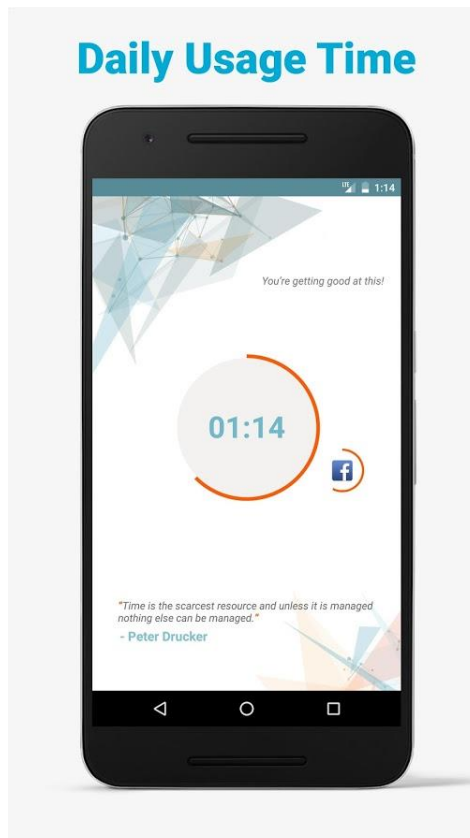 Daily Usage Time
LTE 1:14
You're getting good at this!
01:14
f
"Time is the scarcest resource and unless it is managed
nothing else can be managed."
- Peter Drucker